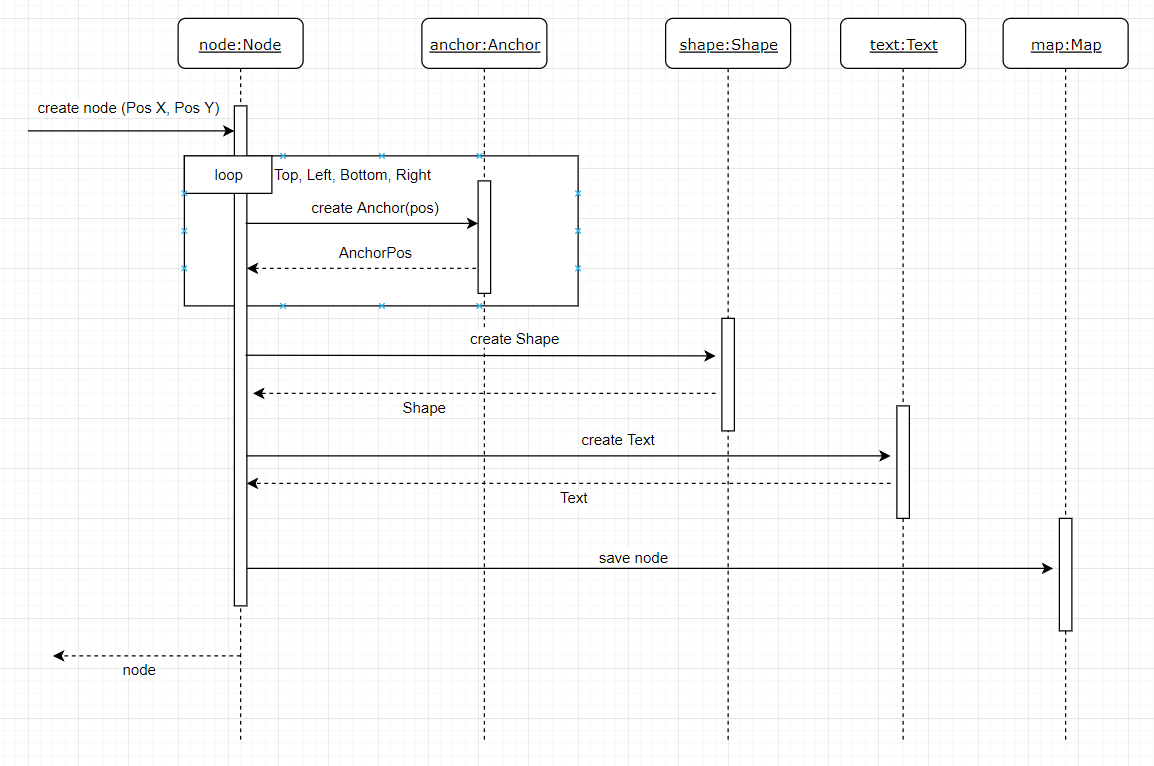 node:Node
anchor:Anchor
shape:Shape
text:Text
map:Map
create node (Pos X, Pos Y)
loop
Top, Left, Bottom, Right
create Anchor(pos)
AnchorPos
create Shape
Shape
create Text
Text
save node
node